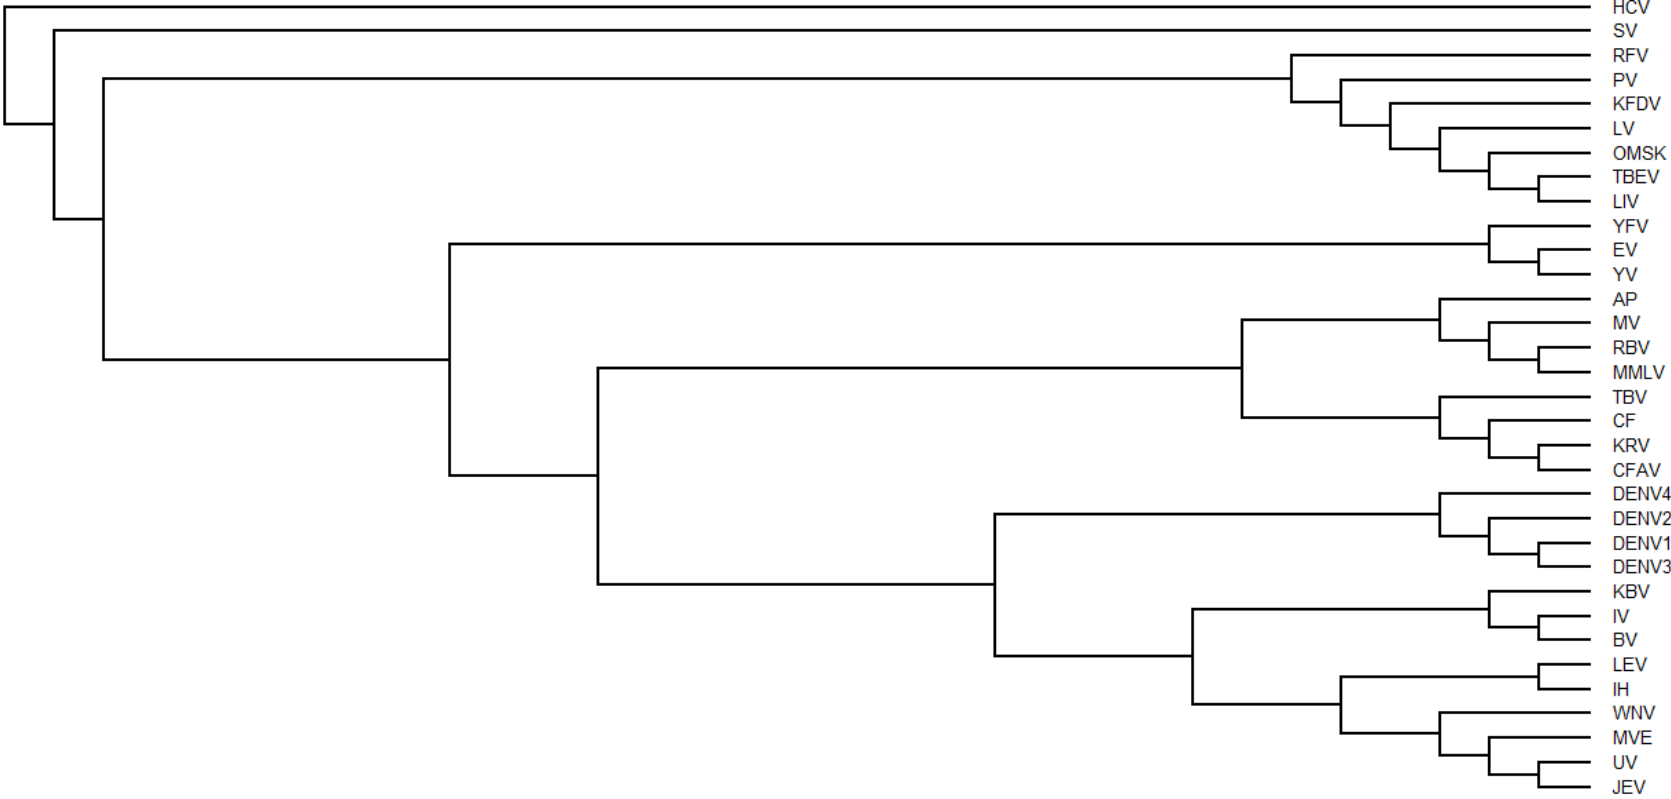 HCV
SV
RFV
PV
KFDV
LV
OMSK
TBEV
LIV
YFV
EV
YV
AP
MV
RBV
MMLV
TBV
CF
KRV
CFAV
DENV4
DENV2
DENV1
DENV3
KBV
IV
BV
LEV
IH
WNV
MVE
UV
JEV